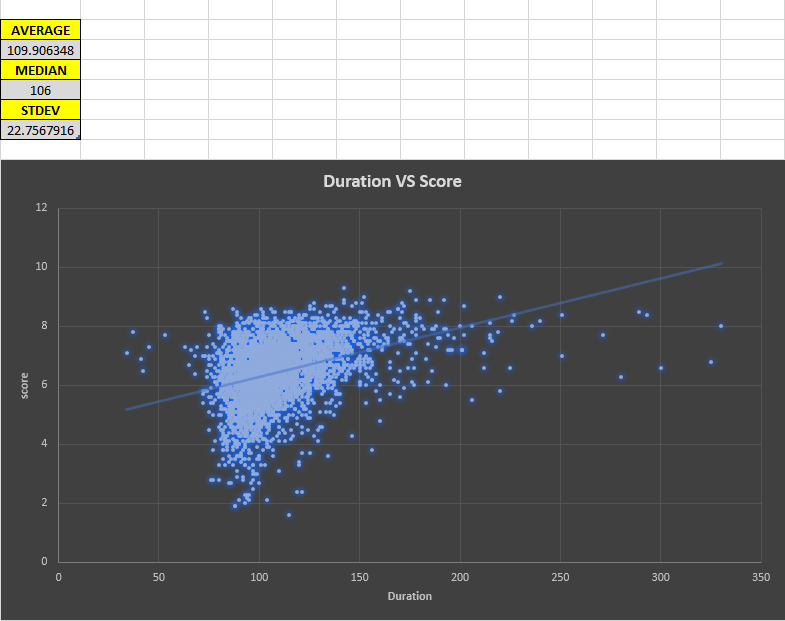 AVERAGE
109.906348
MEDIAN
106
STDEV
22.7567916
Duration VS Score
12
10
8
6
4
2
0
score
0 50 100 150 200 250 300 350
Duration